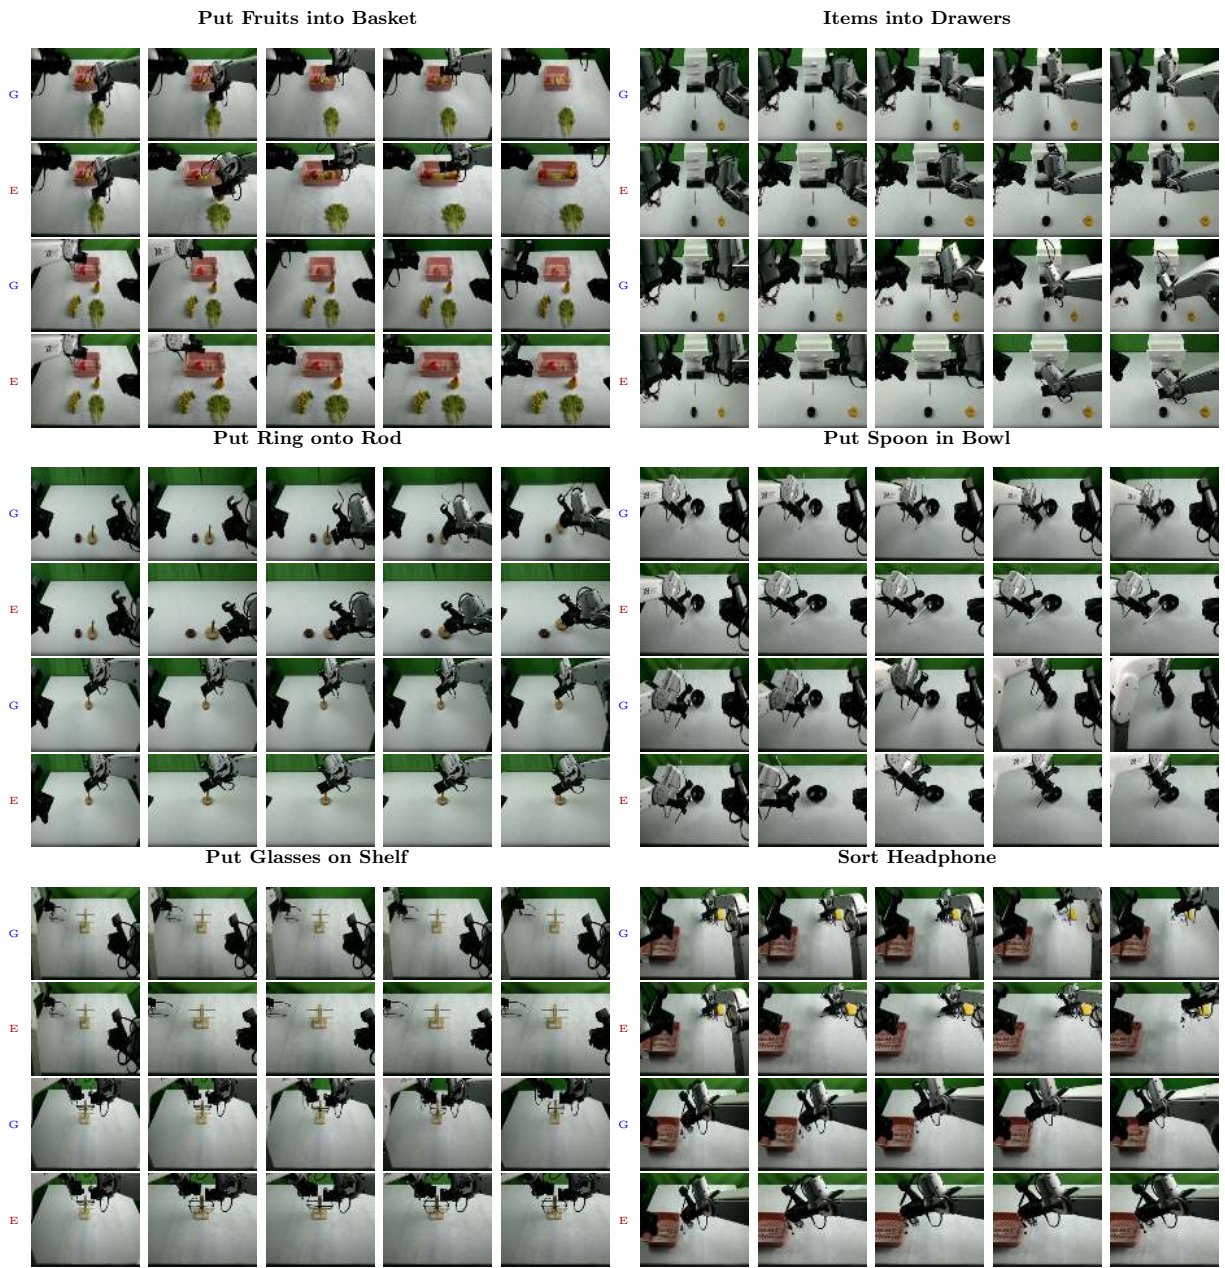 Put Fruits into Basket
G
E
G
E
Items into Drawers
G
E
G
E
Put Ring onto Rod
G
E
G
E
Put Spoon in Bowl
G
E
G
E
Put Glasses on Shelf
G
E
G
E
Sort Headphone
G
E
G
E